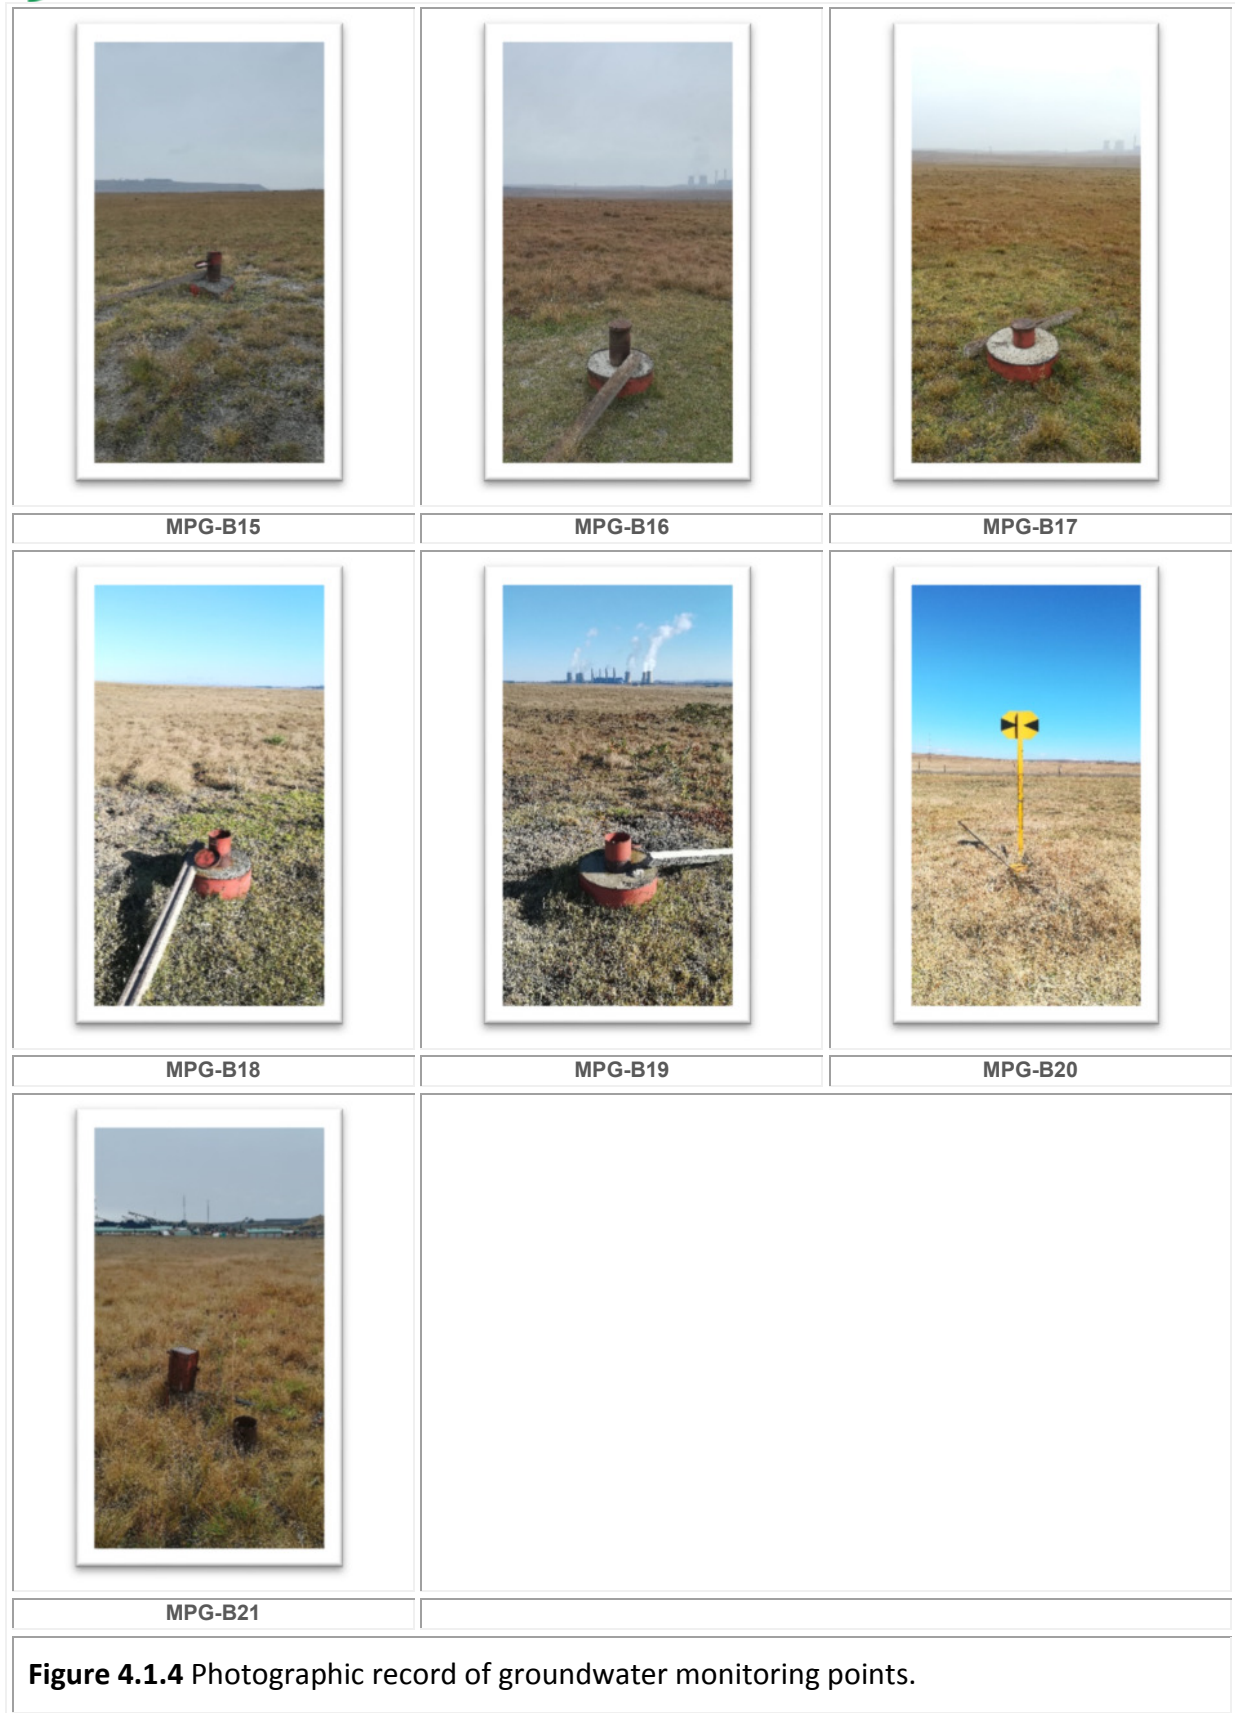 MPG-B15
MPG-B16
MPG-B17
MPG-B18
MPG-B19
MPG-B20
MPG-B21
Figure 4.1.4 Photographic record of groundwater monitoring points.